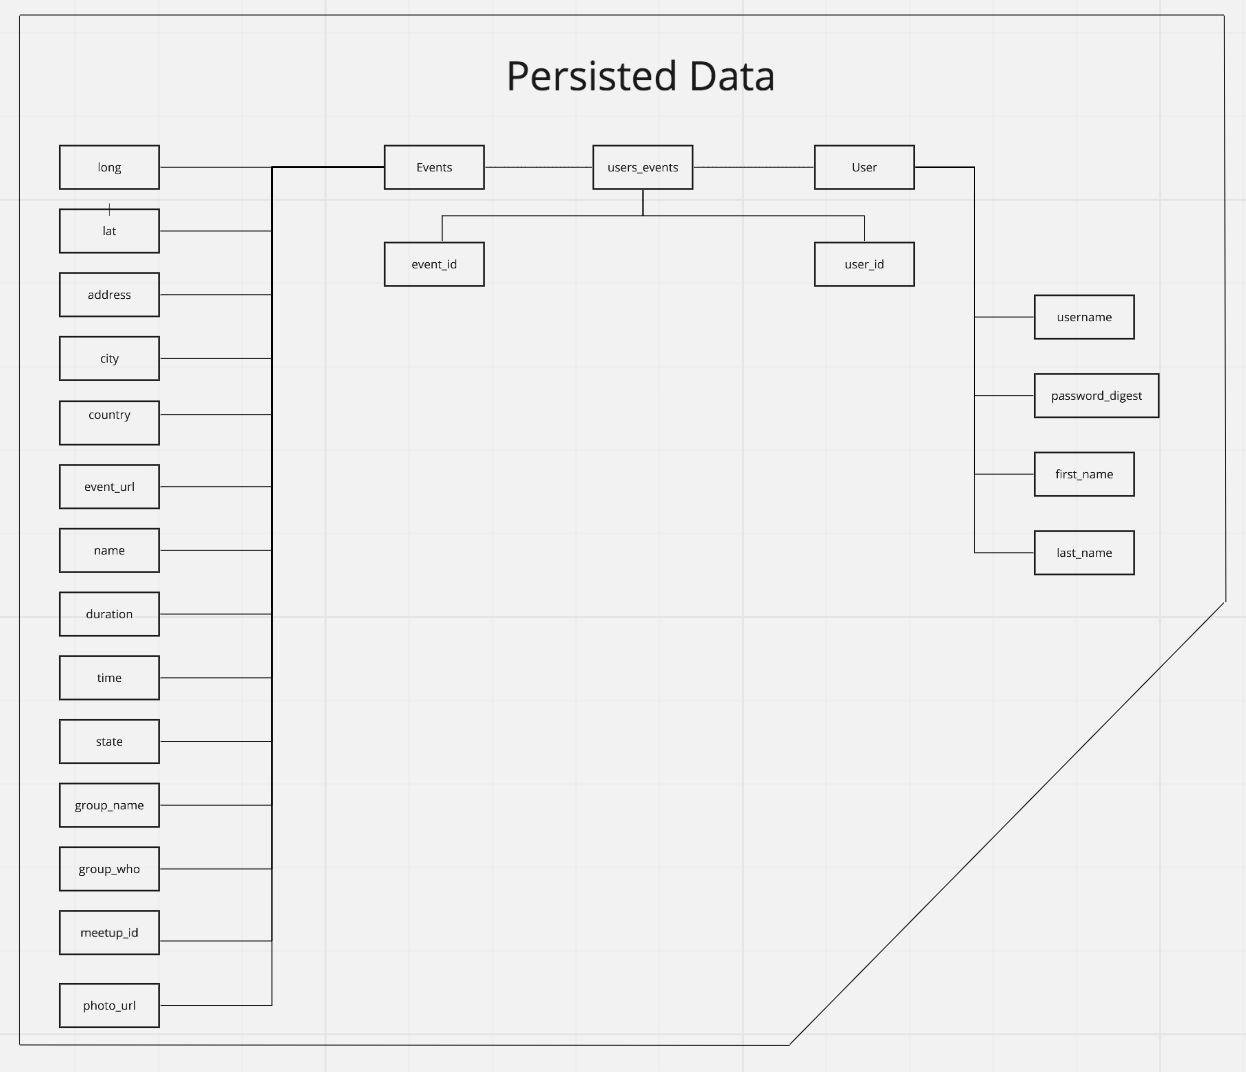 Persisted Data
long
Events
users_events
User
lat
event_id
user_id
address
username
city
password_digest
country
first_name
event_url
last_name
name
duration
time
state
group_name
group_who
meetup_id
photo_url